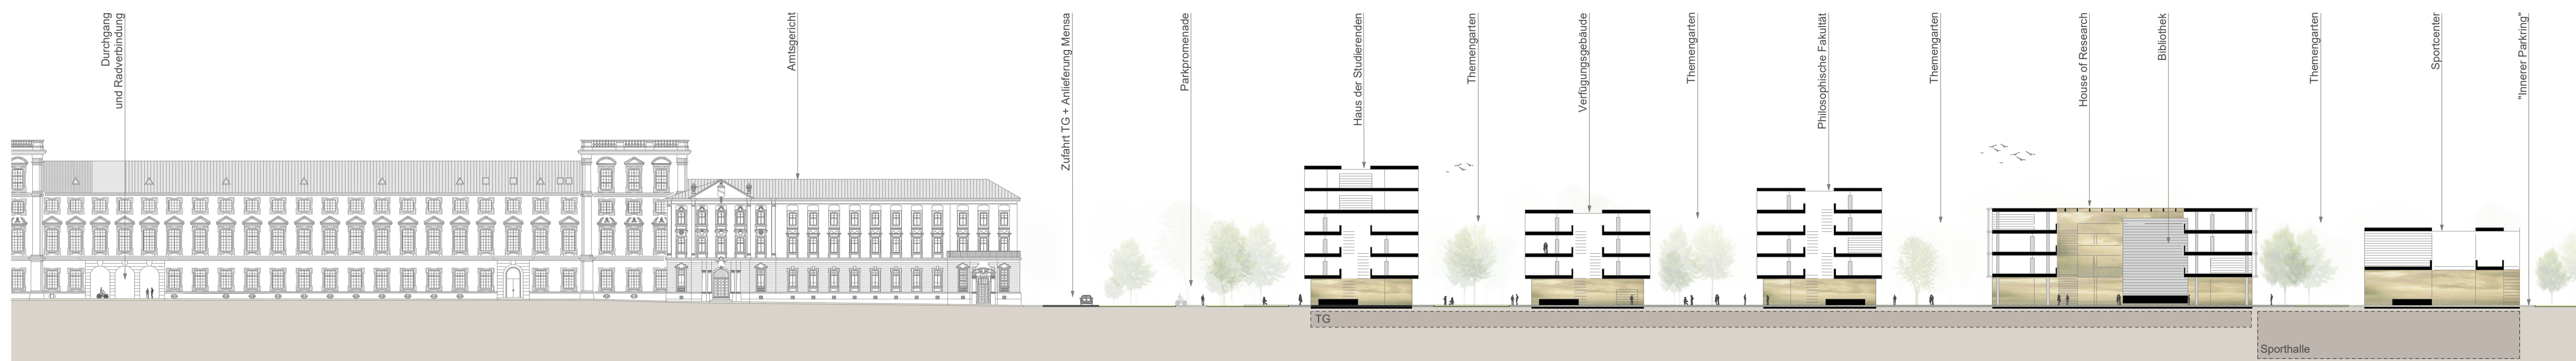 Durchgang
und Radverbindung
Amtsgericht
Zufahrt TG + Anlieferung Mensa
Parkpromenade
Haus der Studierenden
Themengarten
Verfügungsgebäude
Themengarten
Philosophische Fakultät
Themengarten
House of Research
Bibliothek
Themengarten
Sportcenter
"Innerer Parkring"
TG
Sporthalle